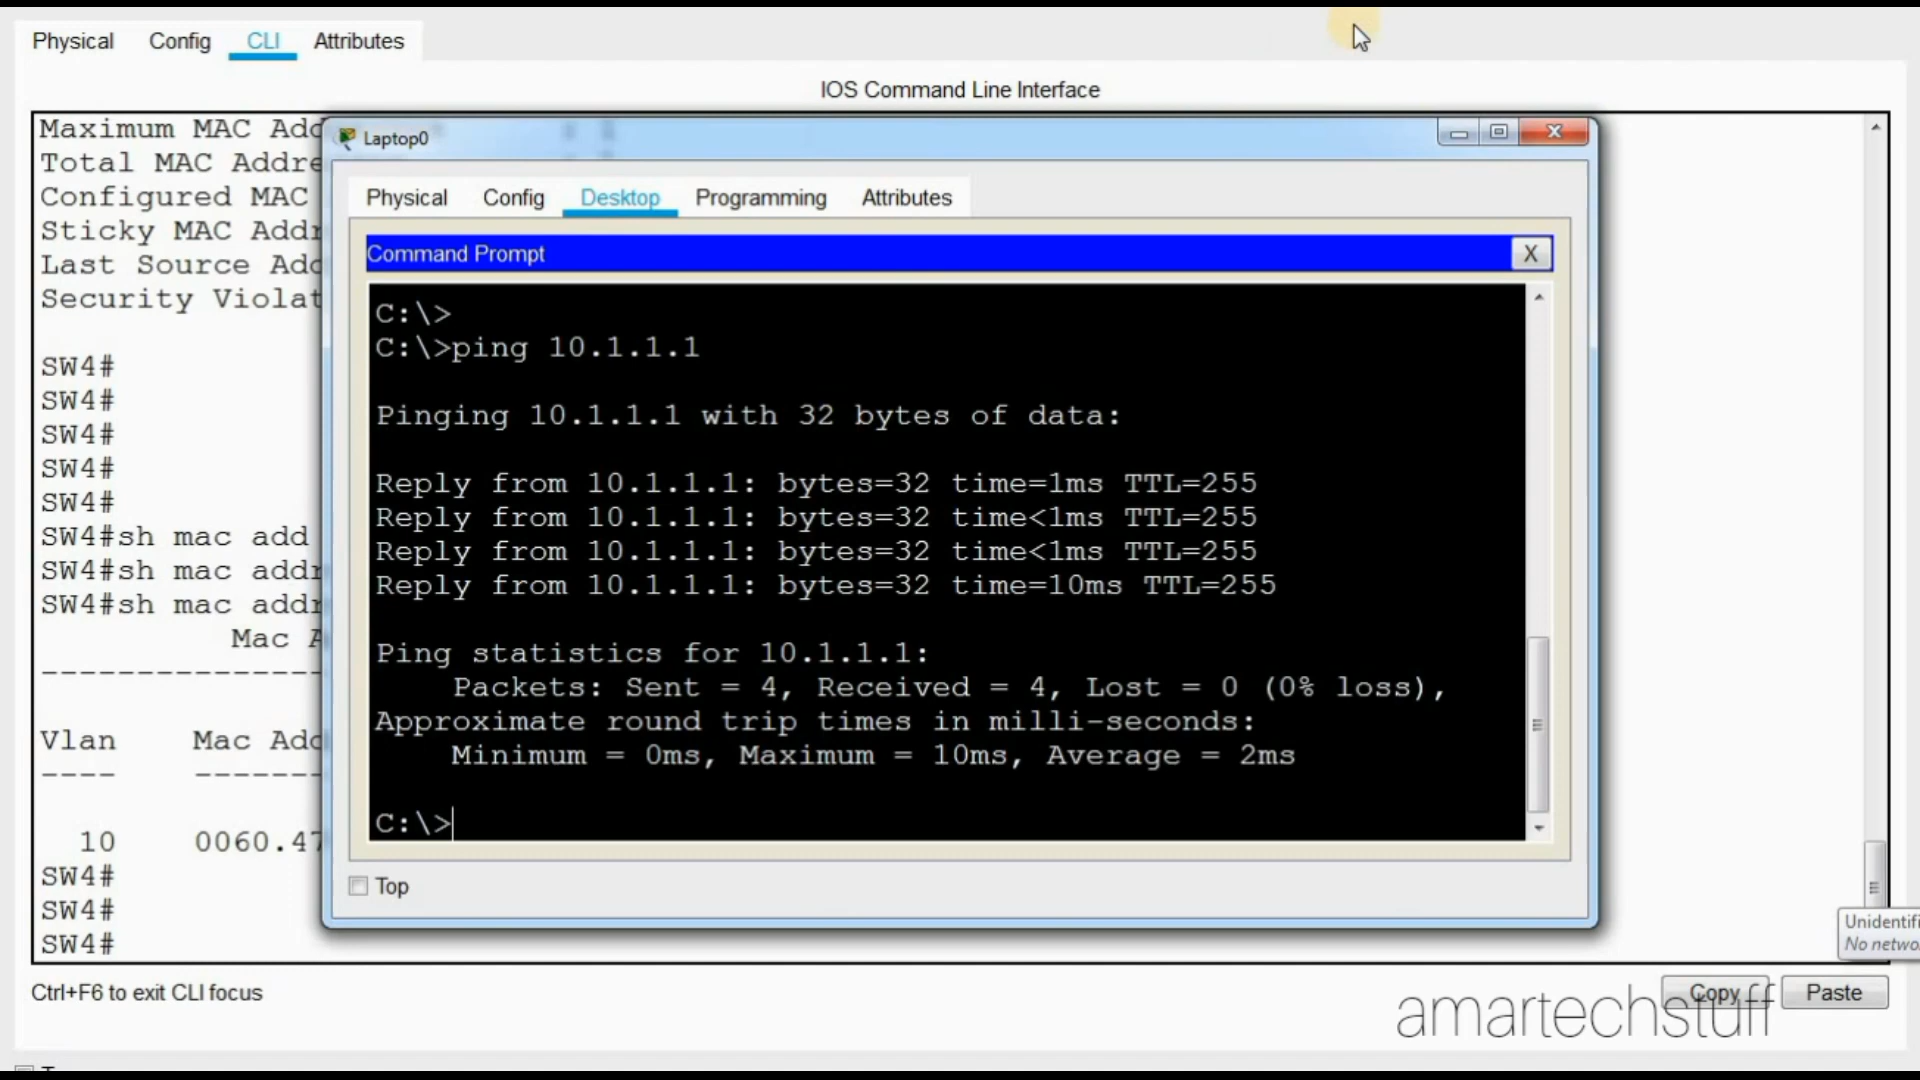 Physical Config CLI Attributes
IOS Command Line Interface
Maximum MAC
Total MAC
Configured MAC
Sticky MAC
Last Source
Security
SW4#
SW4#
SW4#
SW4#
SW4#
SW4#sh mac add
SW4#sh mac
SW4#sh mac
Mac
--------------
Vlan Mac
---- -------
10 0060.47
SW4#
SW4#
SW4#
Ctrl+F6 to exit CLI focus
Copy Paste
Laptop0
Physical Config Desktop Programming Attributes
Command Prompt X
C:\>
C:\>ping 10.1.1.1
Pinging 10.1.1.1 with 32 bytes of data:
Reply from 10.1.1.1: bytes=32 time=1ms TTL=255
Reply from 10.1.1.1: bytes=32 time<1ms TTL=255
Reply from 10.1.1.1: bytes=32 time<1ms TTL=255
Reply from 10.1.1.1: bytes=32 time=10ms TTL=255
Ping statistics for 10.1.1.1:
Packets: Sent = 4, Received = 4, Lost = 0 (0% loss),
Approximate round trip times in milli-seconds:
Minimum = 0ms, Maximum = 10ms, Average = 2ms
C:\>
Top
No
amartechstuff